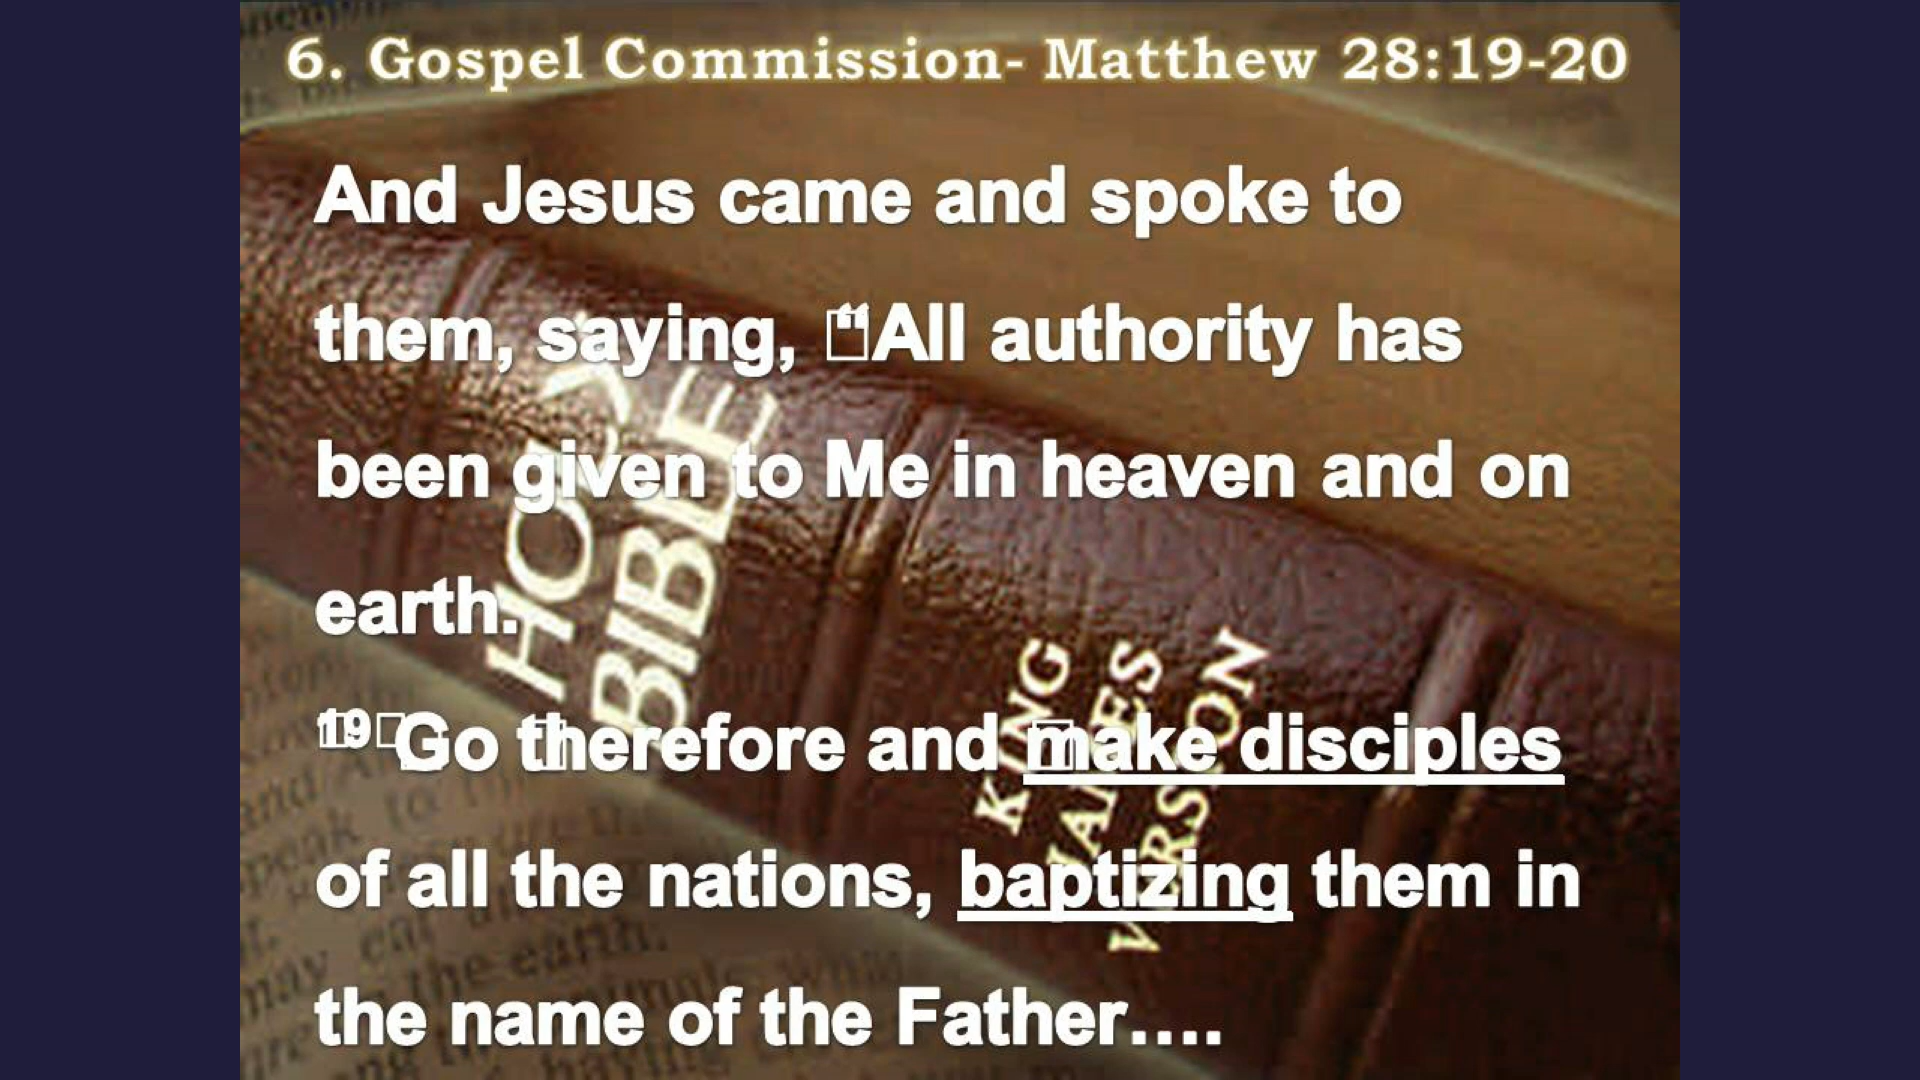 6. Gospel Commission- Matthew 28:19-20
And Jesus came and spoke to
them, saying, “All authority has
been given to Me in heaven and on
earth.
19 Go therefore and make disciples
of all the nations, baptizing them in
the name of the Father….
HOLY
BIBLE
KING
JAMES
VERSION
the earth.